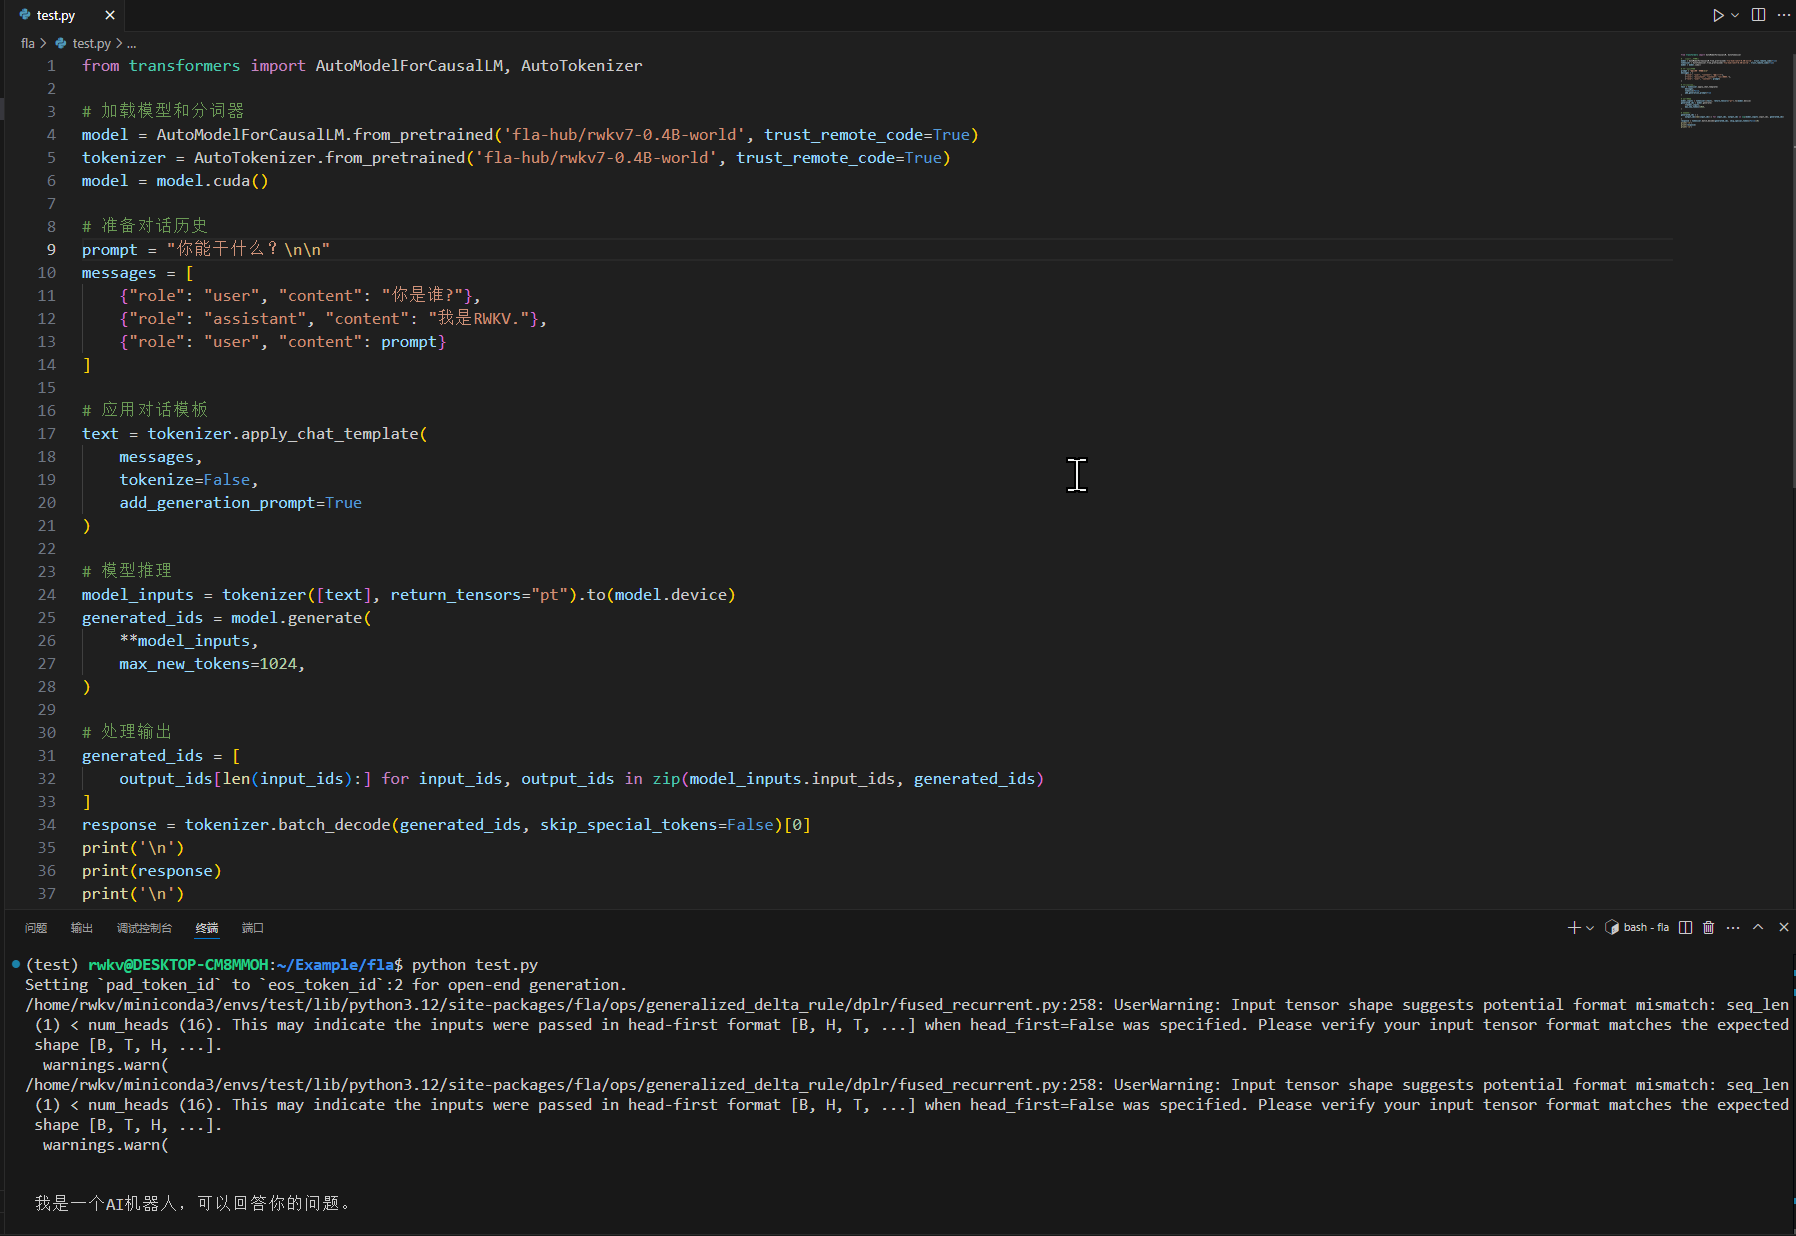 test.py
fla > test.py > ...
1 from transformers import AutoModelForCausalLM, AutoTokenizer
2
3 # 加载模型和分词器
4 model = AutoModelForCausalLM.from_pretrained('fla-hub/rwkv7-0.4B-world', trust_remote_code=True)
5 tokenizer = AutoTokenizer.from_pretrained('fla-hub/rwkv7-0.4B-world', trust_remote_code=True)
6 model = model.cuda()
7
8 # 准备对话历史
9 prompt = "你能干什么？\n\n"
10 messages = [
11     {"role": "user", "content": "你是谁?"},
12     {"role": "assistant", "content": "我是RWKV."},
13     {"role": "user", "content": prompt}
14 ]
15
16 # 应用对话模板
17 text = tokenizer.apply_chat_template(
18     messages,
19     tokenize=False,
20     add_generation_prompt=True
21 )
22
23 # 模型推理
24 model_inputs = tokenizer([text], return_tensors="pt").to(model.device)
25 generated_ids = model.generate(
26     **model_inputs,
27     max_new_tokens=1024,
28 )
29
30 # 处理输出
31 generated_ids = [
32     output_ids[len(input_ids):] for input_ids, output_ids in zip(model_inputs.input_ids, generated_ids)
33 ]
34 response = tokenizer.batch_decode(generated_ids, skip_special_tokens=False)[0]
35 print('\n')
36 print(response)
37 print('\n')
问题 输出 调试控制台 终端 端口 bash - fla
(test) rwkv@DESKTOP-CM8MMOH:~/Example/fla$ python test.py
Setting `pad_token_id` to `eos_token_id`:2 for open-end generation.
/home/rwkv/miniconda3/envs/test/lib/python3.12/site-packages/fla/ops/generalized_delta_rule/dplr/fused_recurrent.py:258: UserWarning: Input tensor shape suggests potential format mismatch: seq_len
(1) < num_heads (16). This may indicate the inputs were passed in head-first format [B, H, T, ...] when head_first=False was specified. Please verify your input tensor format matches the expected
shape [B, T, H, ...].
warnings.warn(
/home/rwkv/miniconda3/envs/test/lib/python3.12/site-packages/fla/ops/generalized_delta_rule/dplr/fused_recurrent.py:258: UserWarning: Input tensor shape suggests potential format mismatch: seq_len
(1) < num_heads (16). This may indicate the inputs were passed in head-first format [B, H, T, ...] when head_first=False was specified. Please verify your input tensor format matches the expected
shape [B, T, H, ...].
warnings.warn(
我是一个AI机器人，可以回答你的问题。